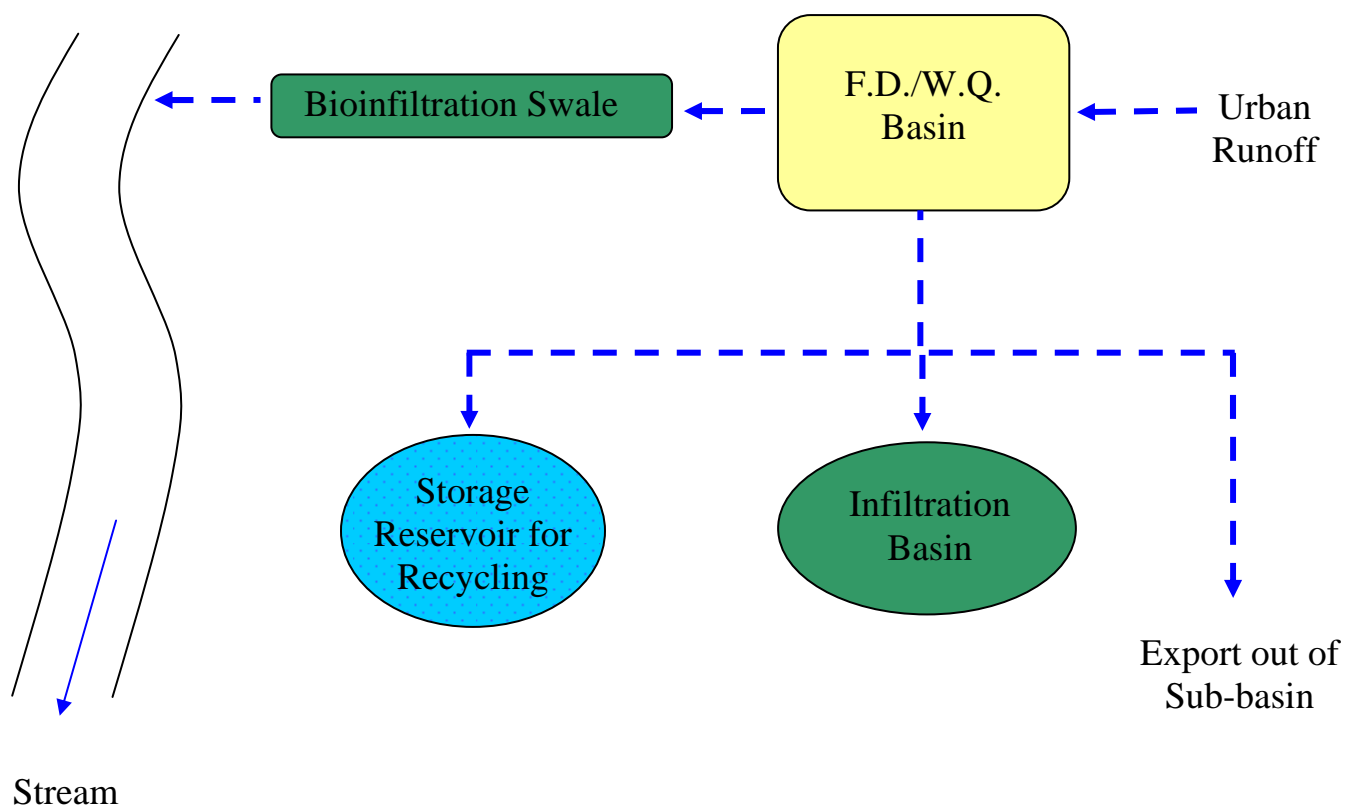 Bioinfiltration Swale
F.D./W.Q.
Basin
Urban
Runoff
Storage
Reservoir for
Recycling
Infiltration
Basin
Export out of
Sub-basin
Stream